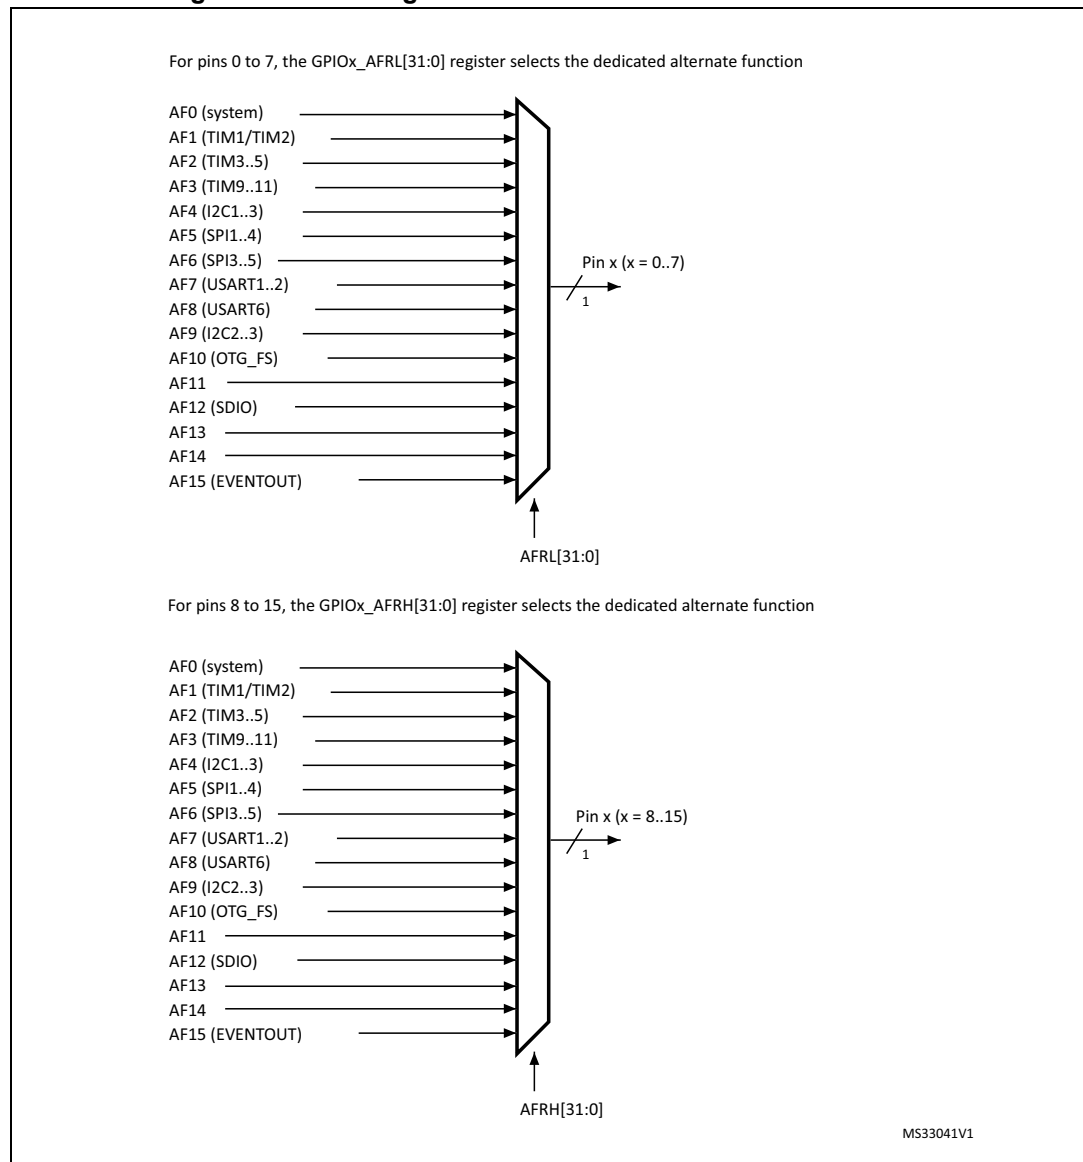 For pins 0 to 7, the GPIOx_AFRL[31:0] register selects the dedicated alternate function
AF0 (system)
AF1 (TIM1/TIM2)
AF2 (TIM3..5)
AF3 (TIM9..11)
AF4 (I2C1..3)
AF5 (SPI1..4)
AF6 (SPI3..5)
AF7 (USART1..2)
AF8 (USART6)
AF9 (I2C2..3)
AF10 (OTG_FS)
AF11
AF12 (SDIO)
AF13
AF14
AF15 (EVENTOUT)
Pin x (x = 0..7)
1
AFRL[31:0]
For pins 8 to 15, the GPIOx_AFRH[31:0] register selects the dedicated alternate function
AF0 (system)
AF1 (TIM1/TIM2)
AF2 (TIM3..5)
AF3 (TIM9..11)
AF4 (I2C1..3)
AF5 (SPI1..4)
AF6 (SPI3..5)
AF7 (USART1..2)
AF8 (USART6)
AF9 (I2C2..3)
AF10 (OTG_FS)
AF11
AF12 (SDIO)
AF13
AF14
AF15 (EVENTOUT)
Pin x (x = 8..15)
1
AFRH[31:0]
MS33041V1